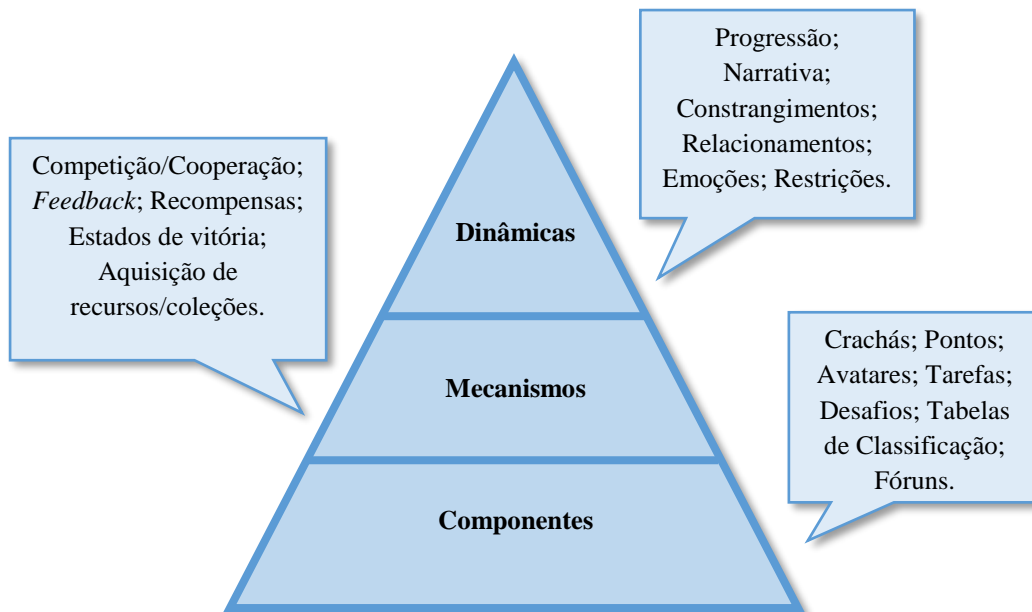 Progressão;
Narrativa;
Constrangimentos;
Relacionamentos;
Emoções; Restrições.
Competição/Cooperação;
Feedback; Recompensas;
Estados de vitória;
Aquisição de
recursos/coleções.
Dinâmicas
Mecanismos
Crachás; Pontos;
Avatares; Tarefas;
Desafios; Tabelas
de Classificação;
Fóruns.
Componentes